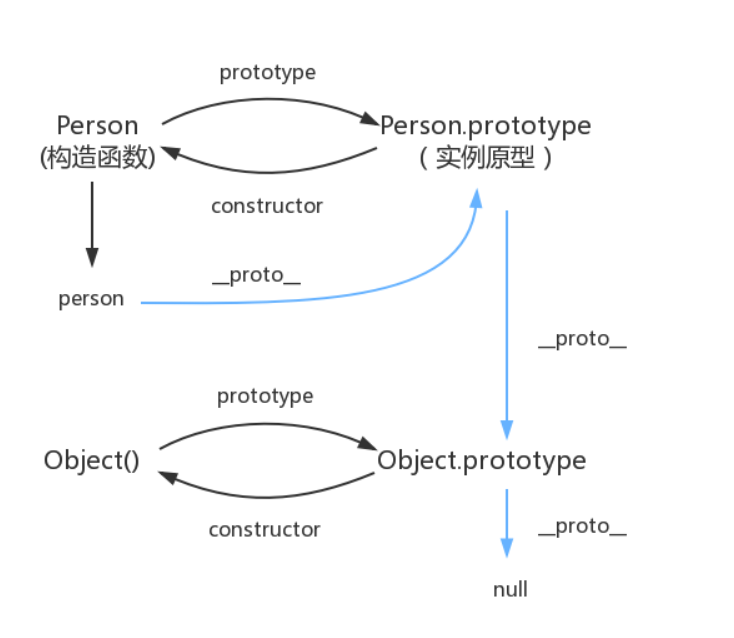 prototype
Person
(构造函数)
Person.prototype
（实例原型）
constructor
person
__proto__
__proto__
prototype
Object()
Object.prototype
constructor
__proto__
null